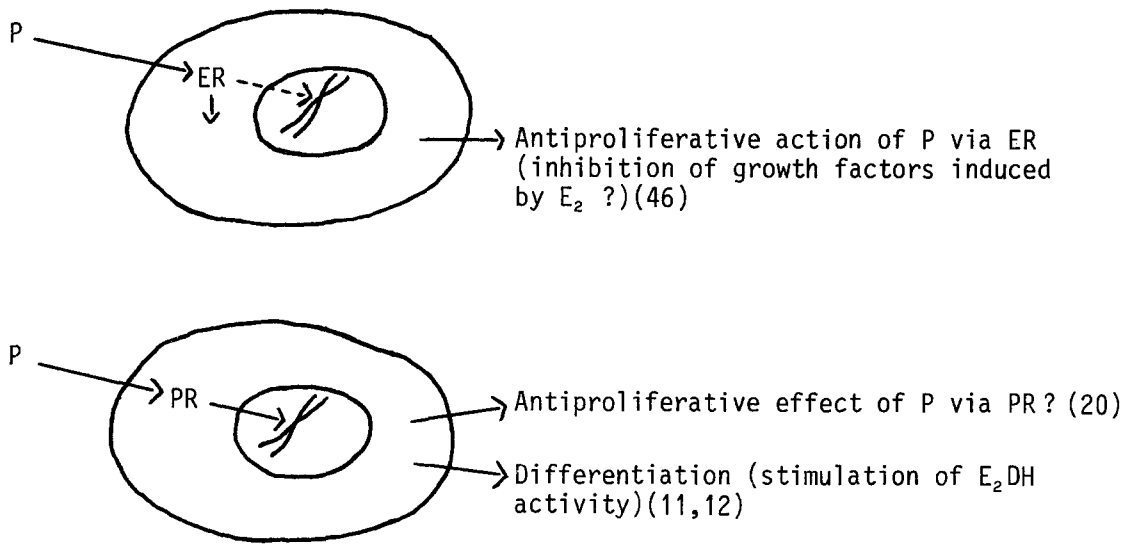 P
ER
Antiproliferative action of P via ER
(inhibition of growth factors induced
by E₂ ?)(46)
P
PR
Antiproliferative effect of P via PR? (20)
Differentiation (stimulation of E₂DH
activity)(11,12)